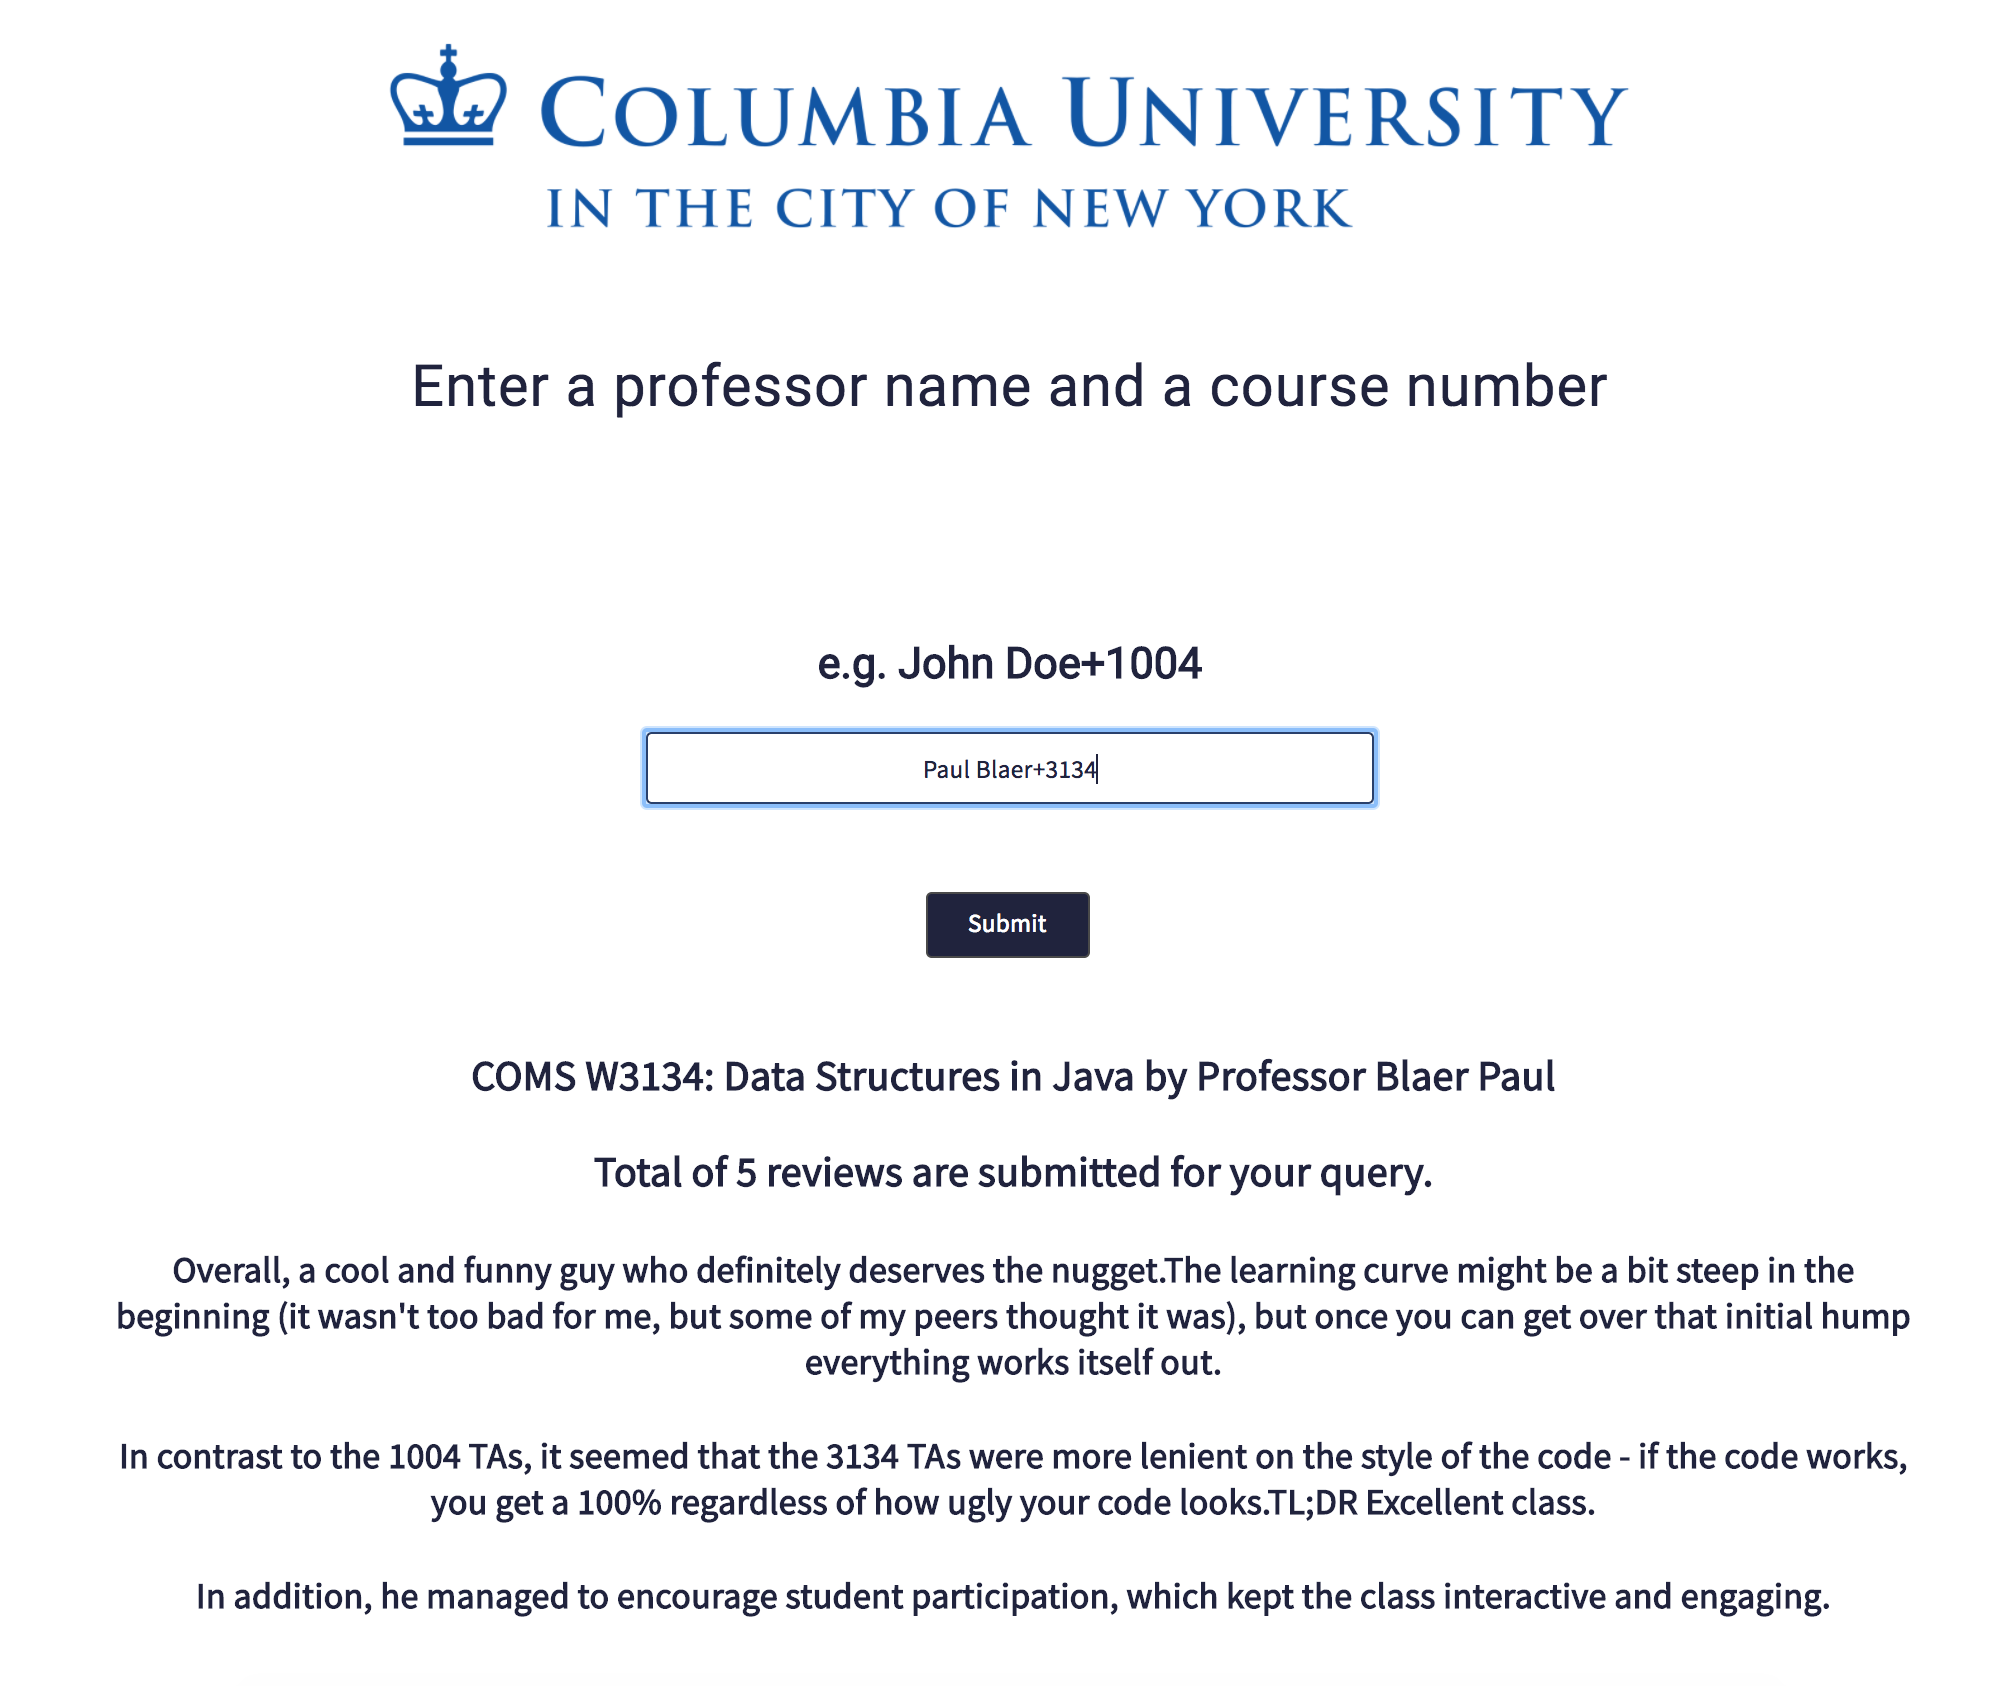 COLUMBIA UNIVERSITY
IN THE CITY OF NEW YORK
Enter a professor name and a course number
e.g. John Doe+1004
Paul Blaer+3134
Submit
COMS W3134: Data Structures in Java by Professor Blaer Paul
Total of 5 reviews are submitted for your query.
Overall, a cool and funny guy who definitely deserves the nugget.The learning curve might be a bit steep in the
beginning (it wasn't too bad for me, but some of my peers thought it was), but once you can get over that initial hump
everything works itself out.
In contrast to the 1004 TAs, it seemed that the 3134 TAs were more lenient on the style of the code - if the code works,
you get a 100% regardless of how ugly your code looks.TL;DR Excellent class.
In addition, he managed to encourage student participation, which kept the class interactive and engaging.